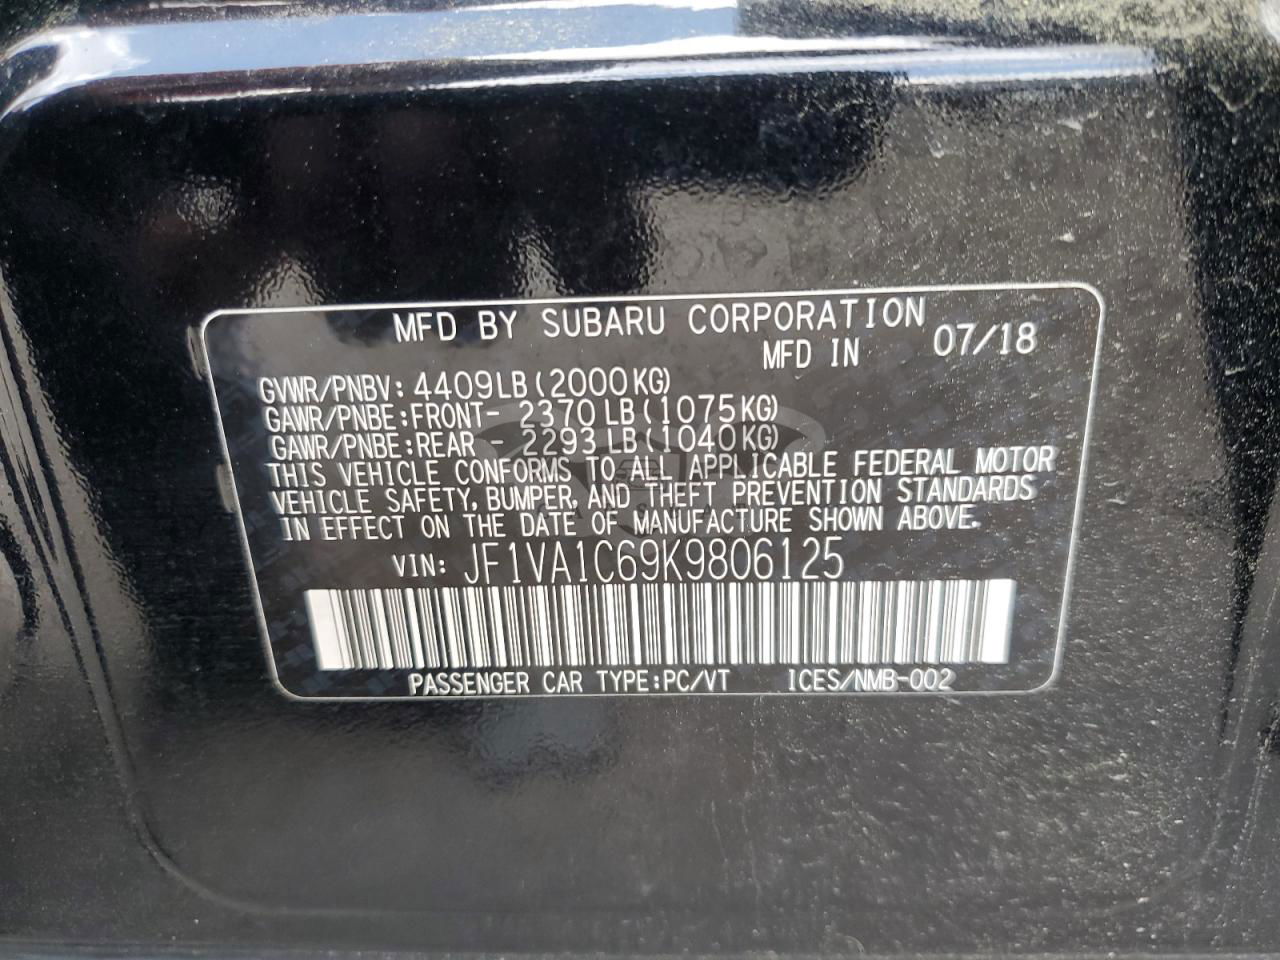 MFD BY SUBARU CORPORATION
MFD IN 07/18
GVWR/PNBV: 4409LB(2000KG)
GAWR/PNBE:FRONT- 2370LB(1075KG)
GAWR/PNBE:REAR - 2293LB(1040KG)
THIS VEHICLE CONFORMS TO ALL APPLICABLE FEDERAL MOTOR
VEHICLE SAFETY, BUMPER, AND THEFT PREVENTION STANDARDS
IN EFFECT ON THE DATE OF MANUFACTURE SHOWN ABOVE.
VIN: JF1VA1C69K9806125
PASSENGER CAR TYPE:PC/VT ICES/NMB-002